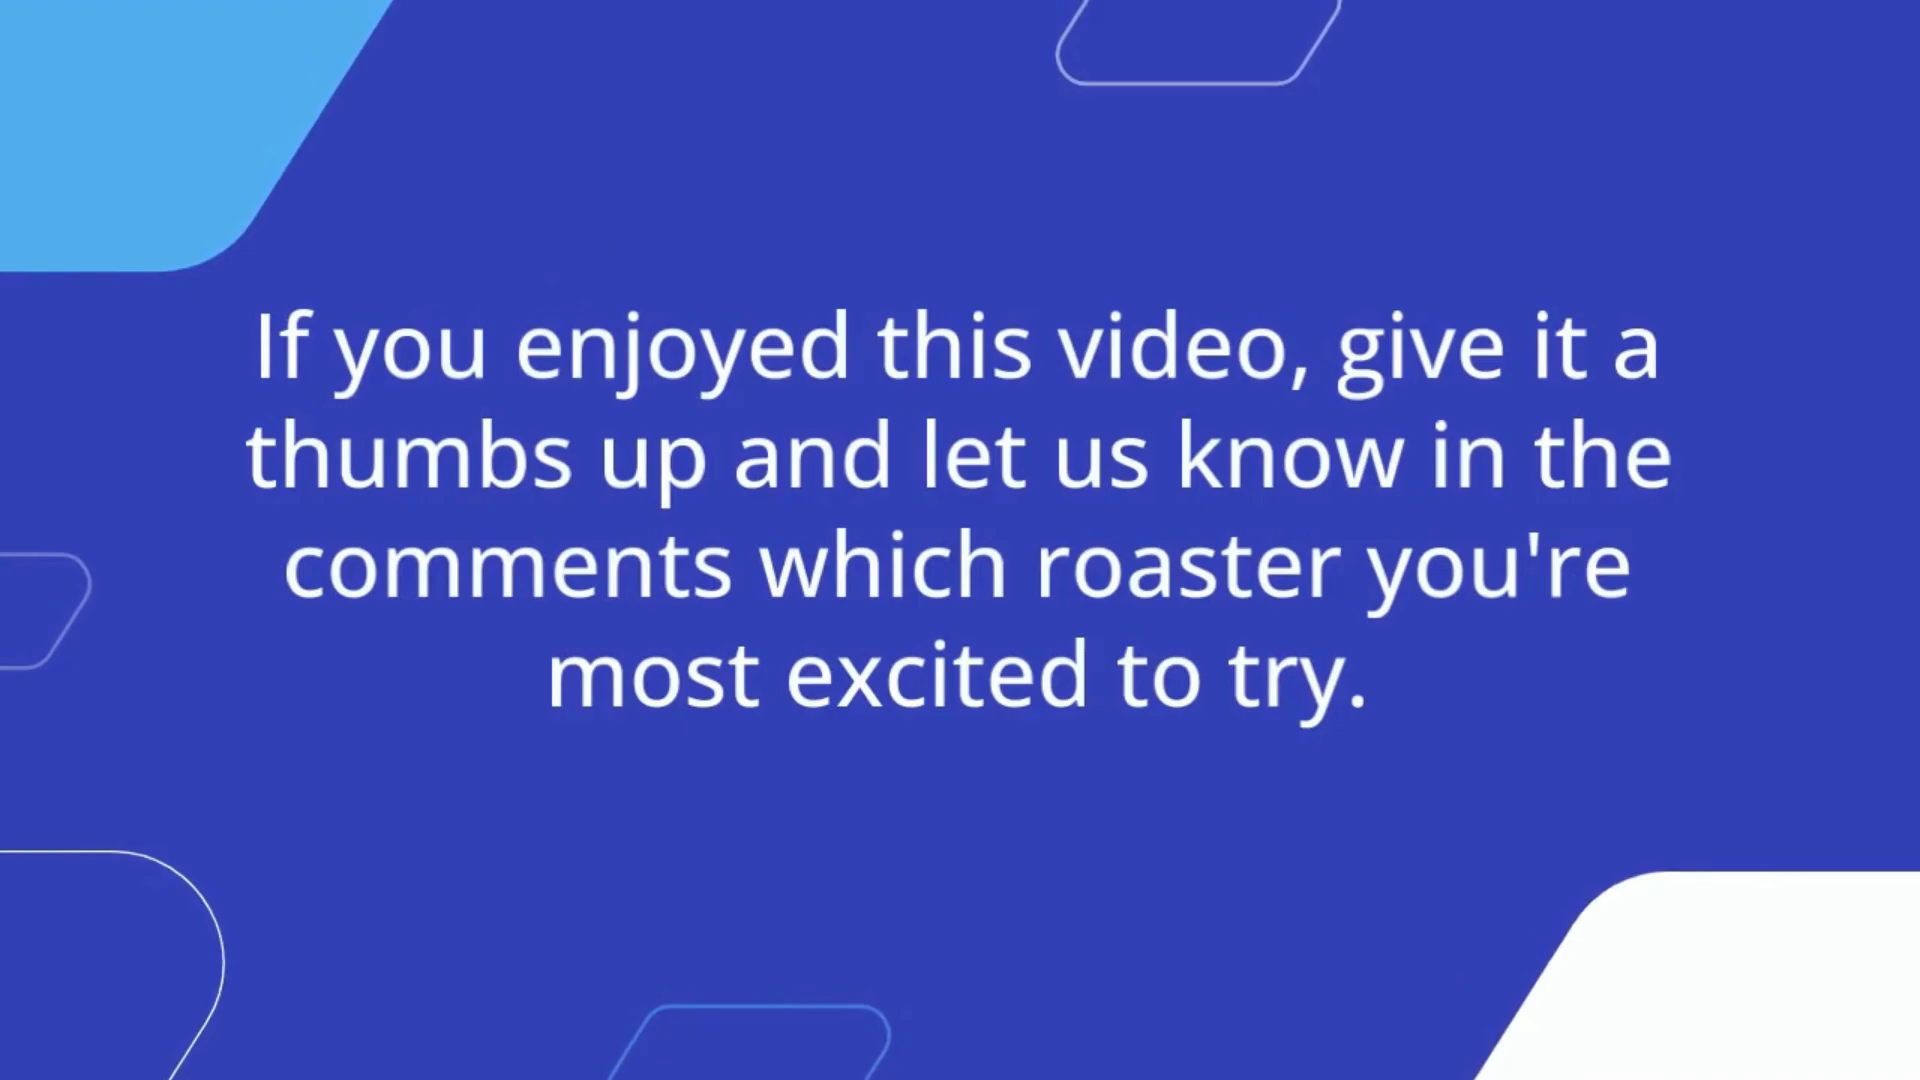 If you enjoyed this video, give it a
thumbs up and let us know in the
comments which roaster you're
most excited to try.